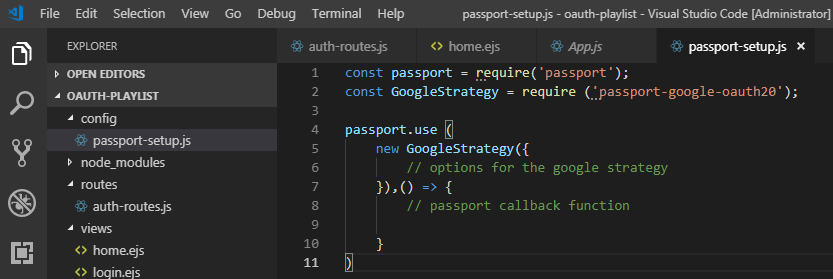 File Edit Selection View Go Debug Terminal Help passport-setup.js - oauth-playlist - Visual Studio Code [Administrator]
EXPLORER
OPEN EDITORS
OAUTH-PLAYLIST
config
passport-setup.js
node_modules
routes
auth-routes.js
views
home.ejs
login.ejs
auth-routes.js home.ejs App.js passport-setup.js ×
1 const passport = require('passport');
2 const GoogleStrategy = require ('passport-google-oauth20');
3
4 passport.use (
5 new GoogleStrategy({
6 // options for the google strategy
7 }),() => {
8 // passport callback function
9
10 }
11 )